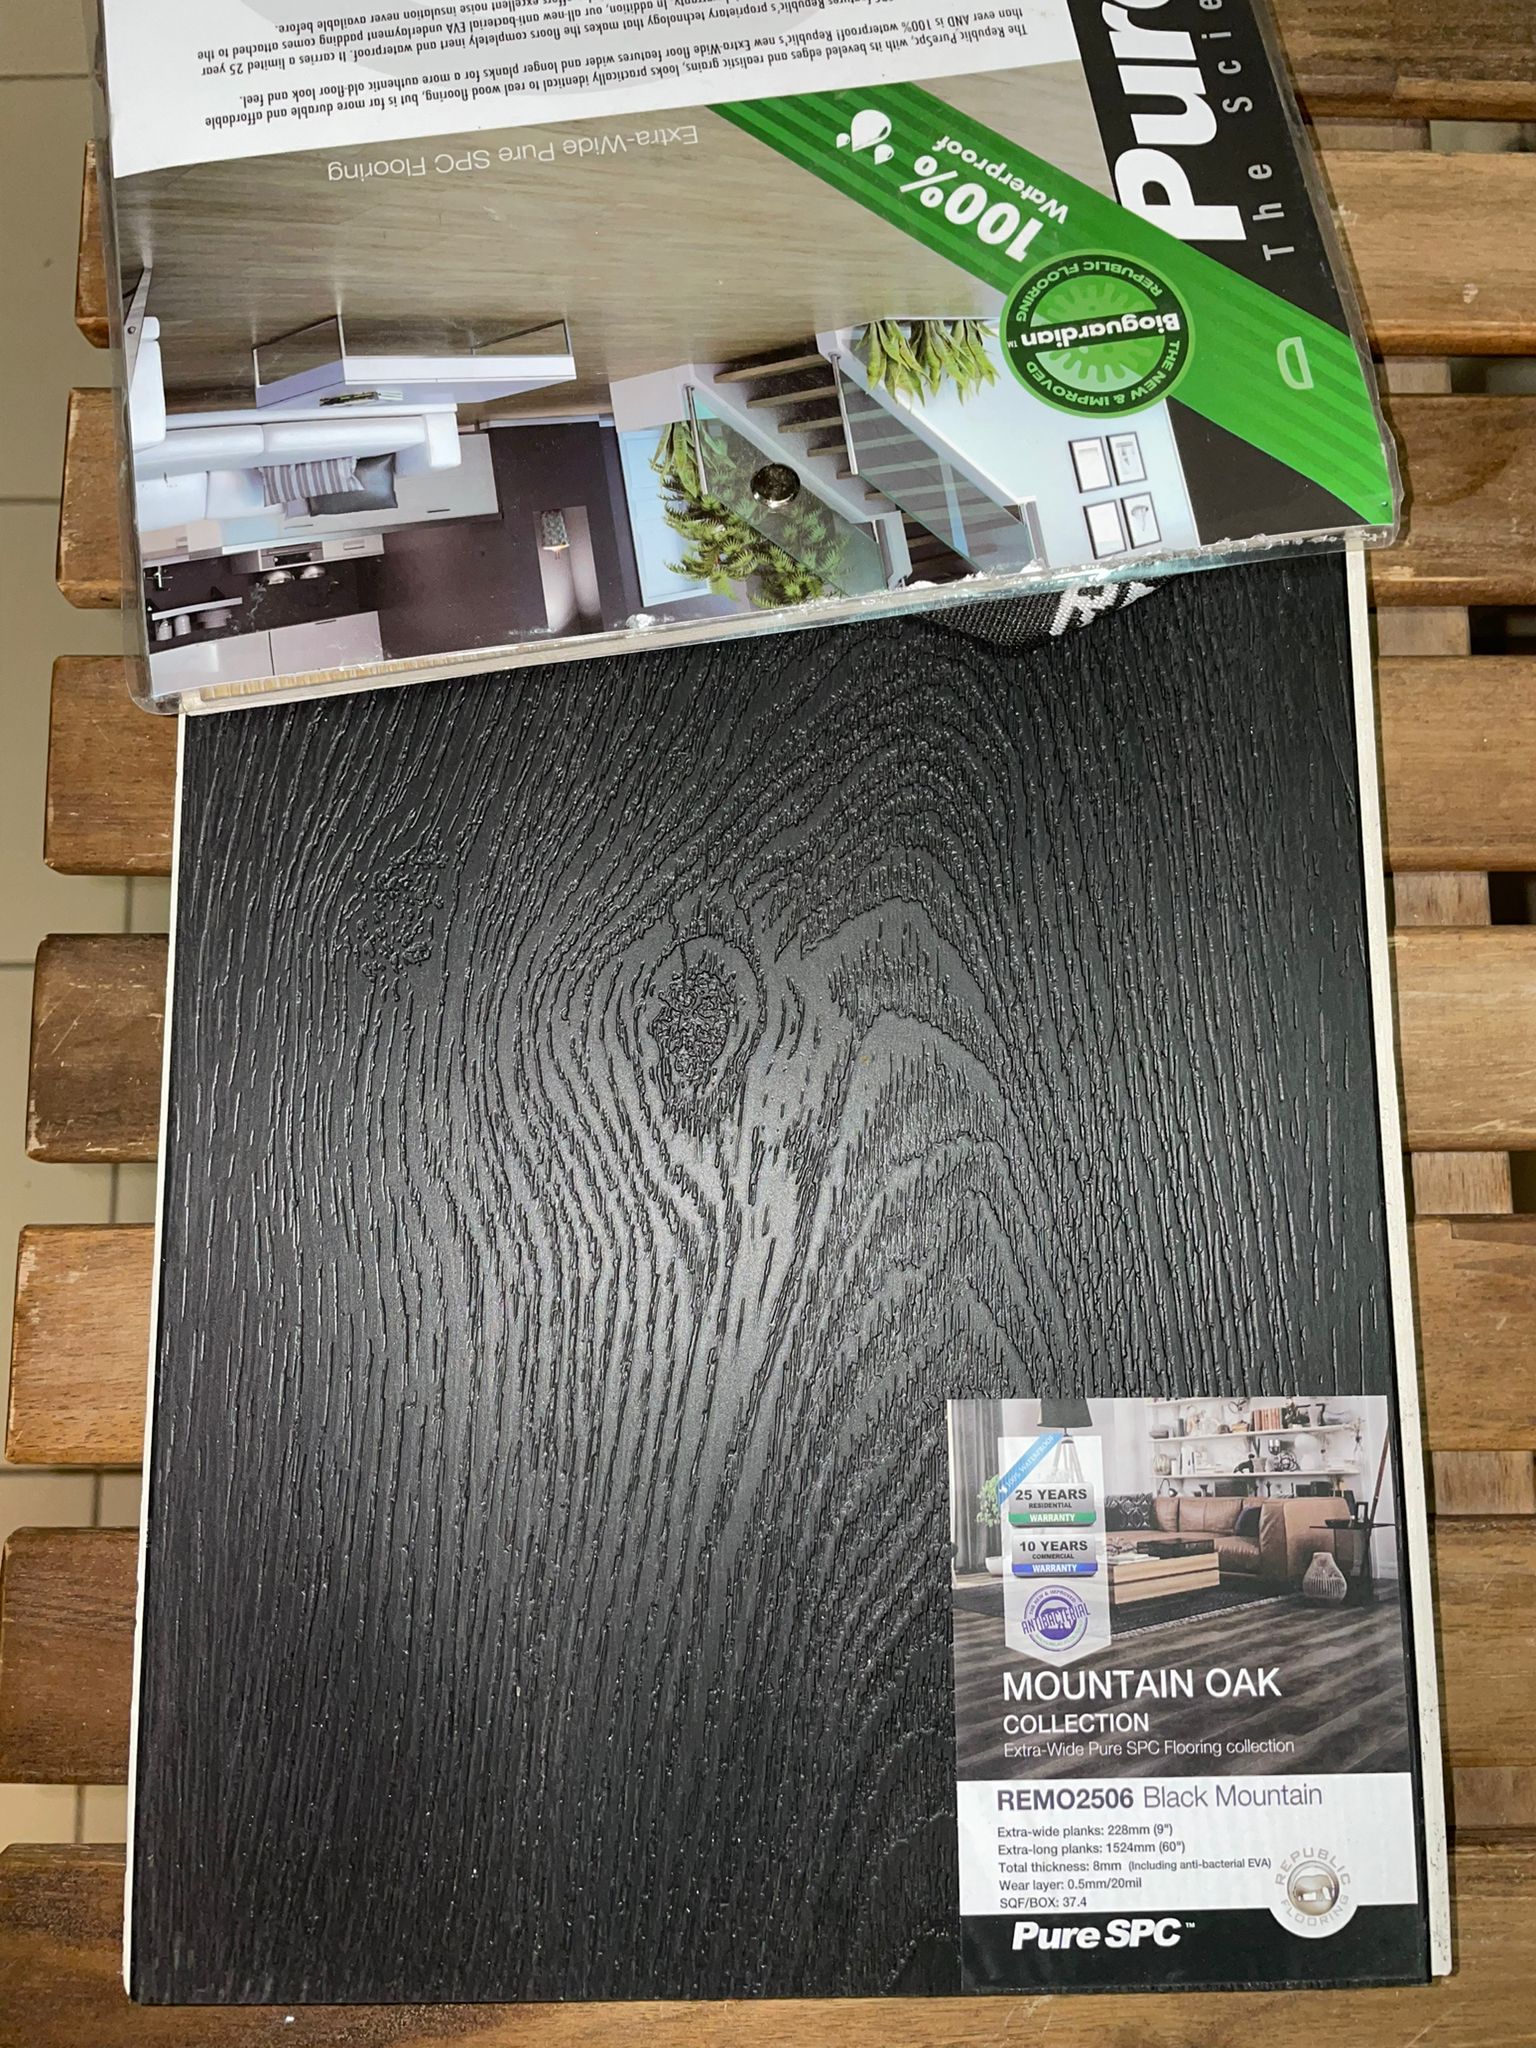 The Republic PureSpc, with its beveled edges and realistic grains, looks practically identical to real wood flooring, but is far more durable and affordable
than ever AND is 100% waterproof! Republic's new Extra-Wide floor features wider and longer planks for a more authentic old-floor look and feel.
Republic's proprietary technology that makes the floors completely inert and waterproof. It carries a limited 25 year
In addition, our all-new anti-bacterial EVA underlayment padding comes attached to the
excellent noise insulation never available before.
Extra-Wide Pure SPC Flooring
100%
Waterproof
THE NEW & IMPROVED
Bioguardian™
REPUBLIC FLOORING
D
Pur
The Scie
100% WATERPROOF
25 YEARS
RESIDENTIAL
WARRANTY
10 YEARS
COMMERCIAL
WARRANTY
THE NEW & IMPROVED
ANTIBACTERIAL
MOUNTAIN OAK
COLLECTION
Extra-Wide Pure SPC Flooring collection
REMO2506 Black Mountain
Extra-wide planks: 228mm (9")
Extra-long planks: 1524mm (60")
Total thickness: 8mm (Including anti-bacterial EVA)
Wear layer: 0.5mm/20mil
SQF/BOX: 37.4
REPUBLIC
FLOORING
Pure SPC™